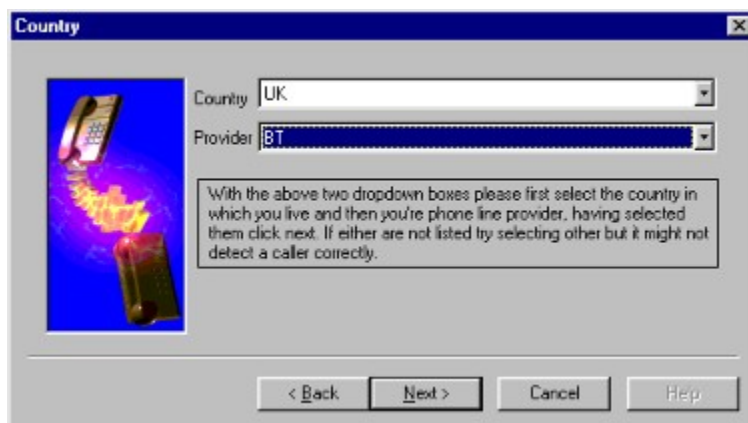 Country
Country UK
Provider BT
With the above two dropdown boxes please first select the country in
which you live and then you're phone line provider, having selected
them click next. If either are not listed try selecting other but it might not
detect a caller correctly.
< Back Next > Cancel Help